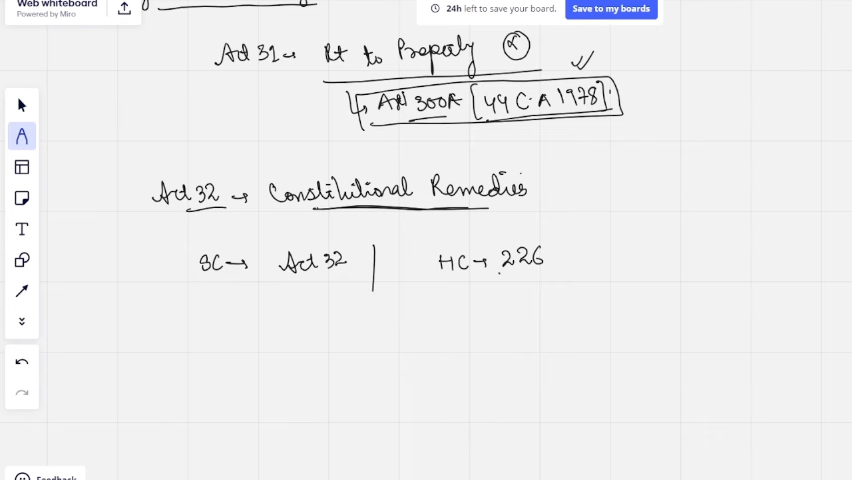 Web whiteboard
Powered by Miro
24h left to save your board.
Save to my boards
Art 31 → Rt to Property
↳ Art 300A [44 C.A 1978]
Art 32 → Constitutional Remedies
SC → Art 32 | HC → 226
Feedback